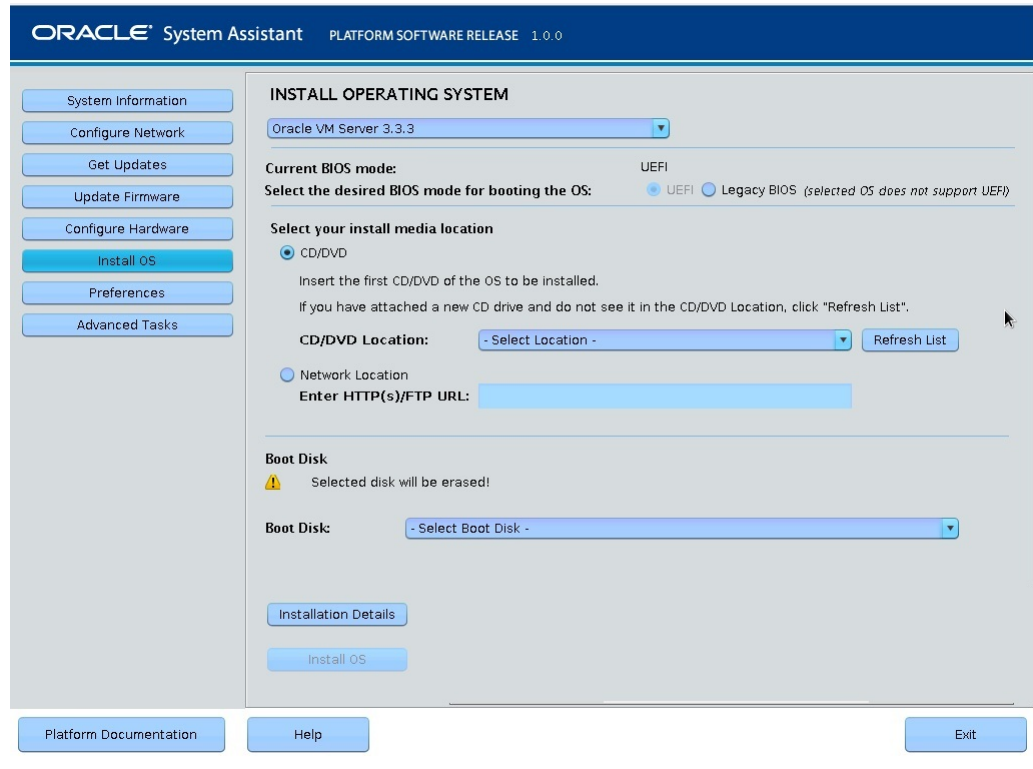 ORACLE® System Assistant PLATFORM SOFTWARE RELEASE 1.0.0
System Information
Configure Network
Get Updates
Update Firmware
Configure Hardware
Install OS
Preferences
Advanced Tasks
INSTALL OPERATING SYSTEM
Oracle VM Server 3.3.3
Current BIOS mode: UEFI
Select the desired BIOS mode for booting the OS: UEFI Legacy BIOS (selected OS does not support UEFI)
Select your install media location
CD/DVD
Insert the first CD/DVD of the OS to be installed.
If you have attached a new CD drive and do not see it in the CD/DVD Location, click "Refresh List".
CD/DVD Location: - Select Location - Refresh List
Network Location
Enter HTTP(s)/FTP URL:
Boot Disk
Selected disk will be erased!
Boot Disk: - Select Boot Disk -
Installation Details
Install OS
Platform Documentation Help Exit